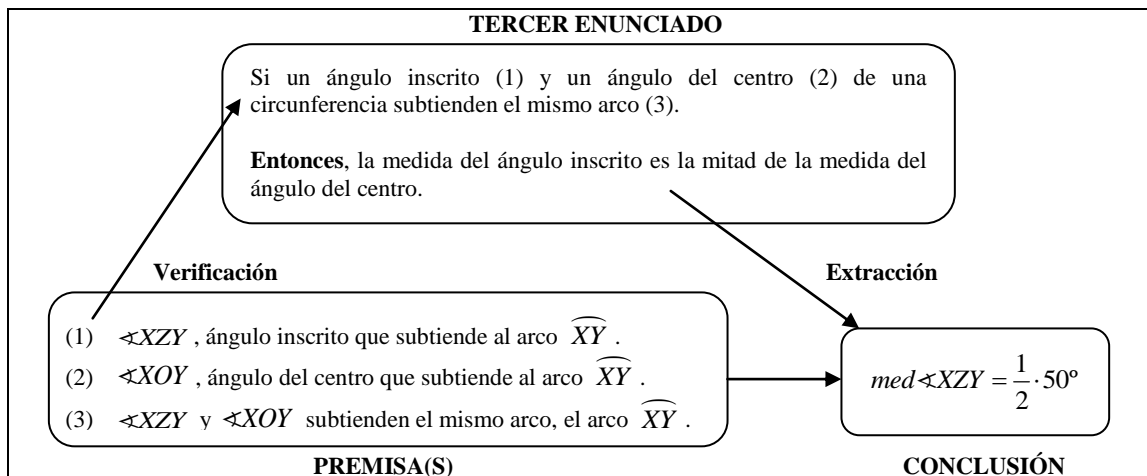 TERCER ENUNCIADO
Si un ángulo inscrito (1) y un ángulo del centro (2) de una
circunferencia subtienden el mismo arco (3).
Entonces, la medida del ángulo inscrito es la mitad de la medida del
ángulo del centro.
Verificación
Extracción
(1) ∢XZY , ángulo inscrito que subtiende al arco XY .
(2) ∢XOY , ángulo del centro que subtiende al arco XY .
(3) ∢XZY y ∢XOY subtienden el mismo arco, el arco XY .
med∢XZY = 1/2 · 50º
PREMISA(S)
CONCLUSIÓN